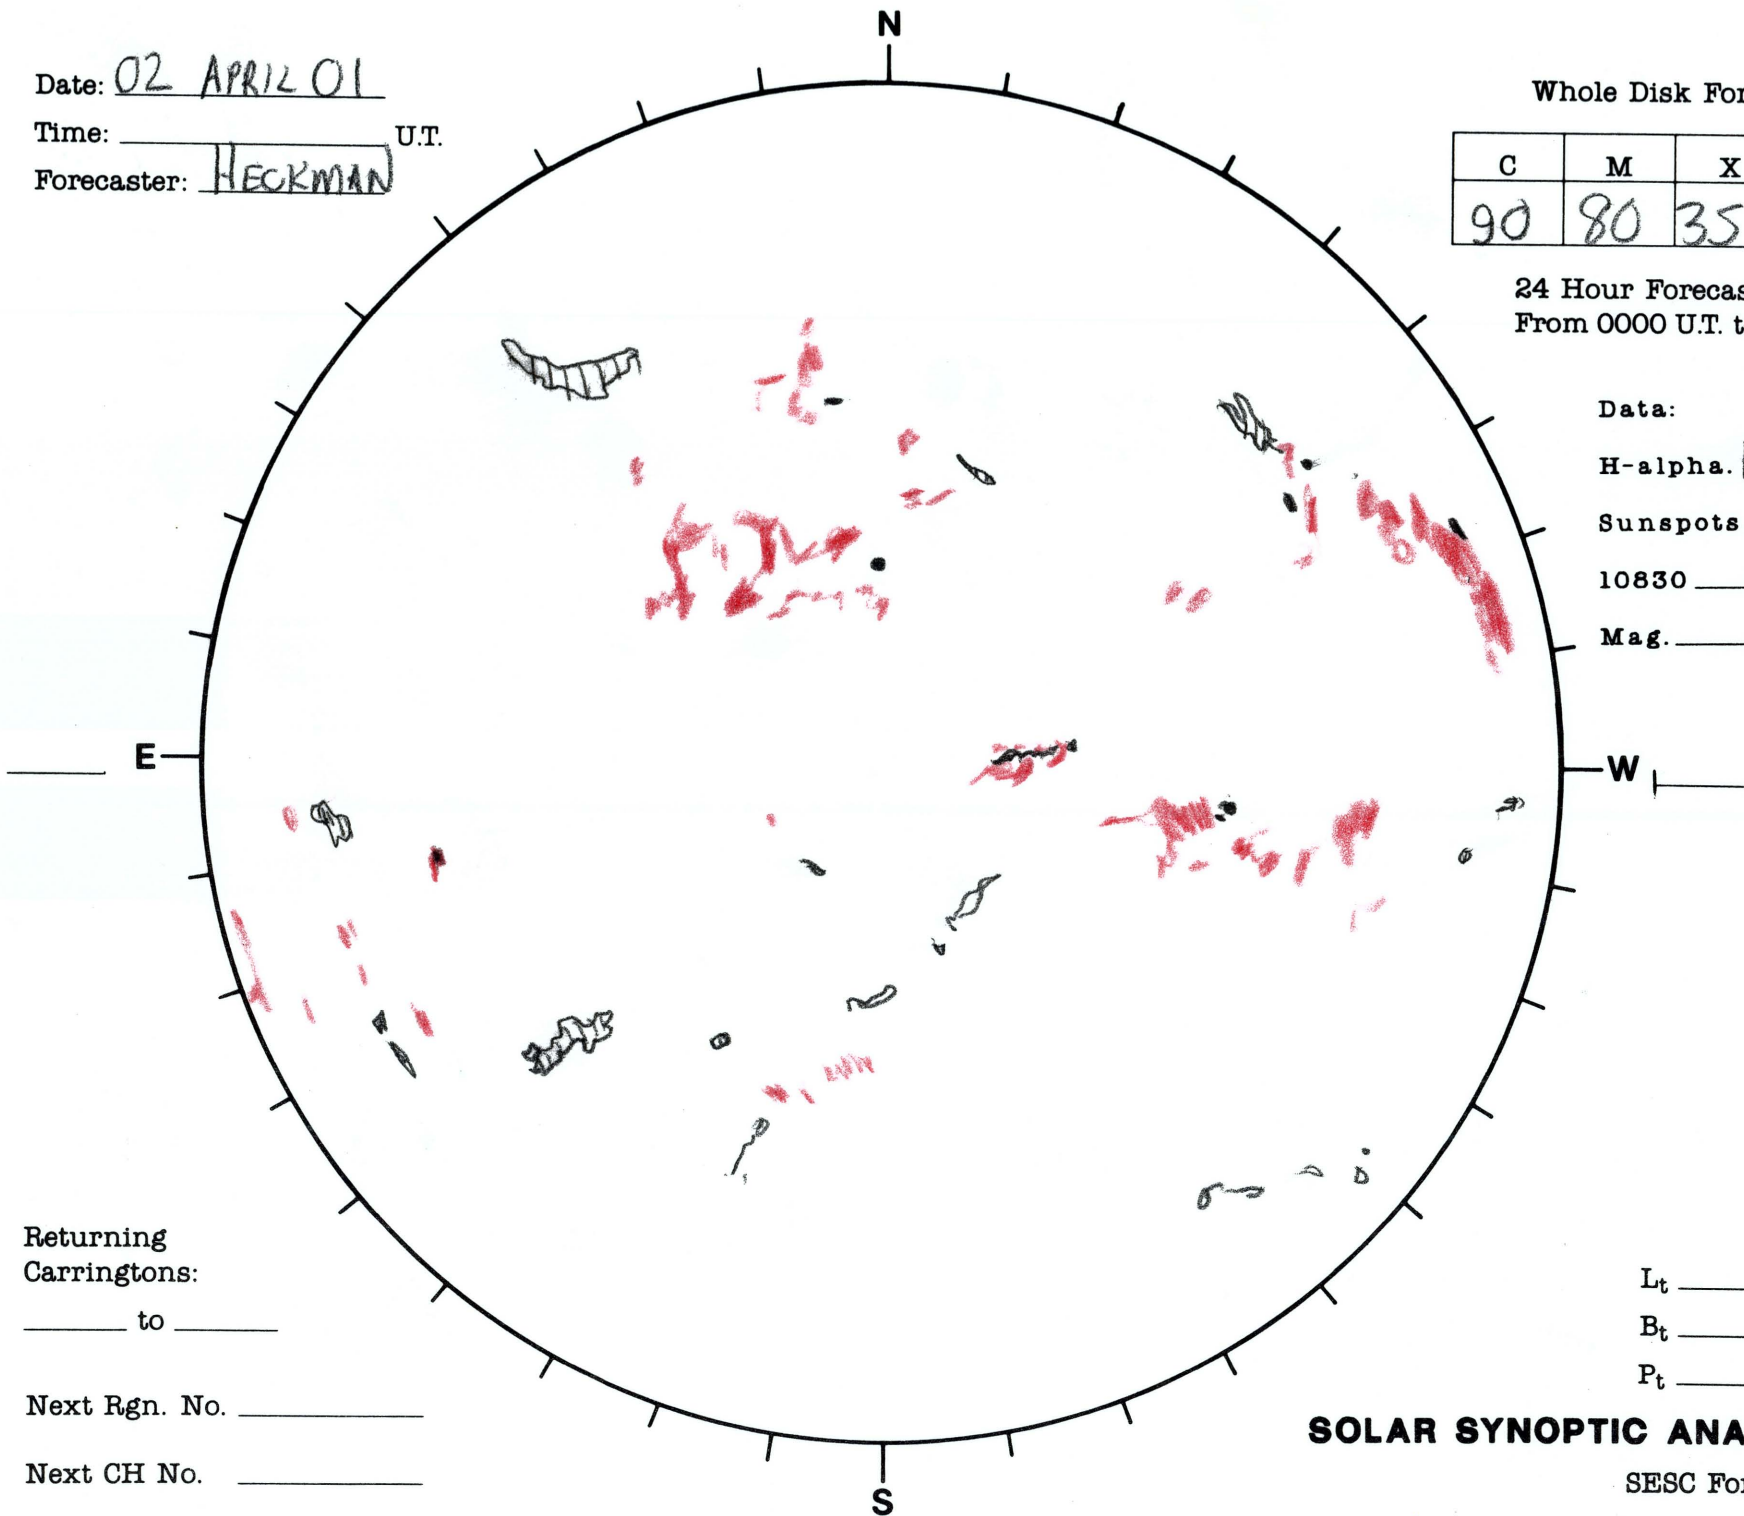 N
Date: 02 APRIL 01
Time: U.T.
Forecaster: HECKMAN
Whole Disk For
C M X
90 80 35
24 Hour Forecas
From 0000 U.T. t
Data:
H-alpha.
Sunspots
10830
Mag.
E
W
Returning
Carringtons:
to
Next Rgn. No.
Next CH No.
Lt
Bt
Pt
SOLAR SYNOPTIC ANA
SESC For
S